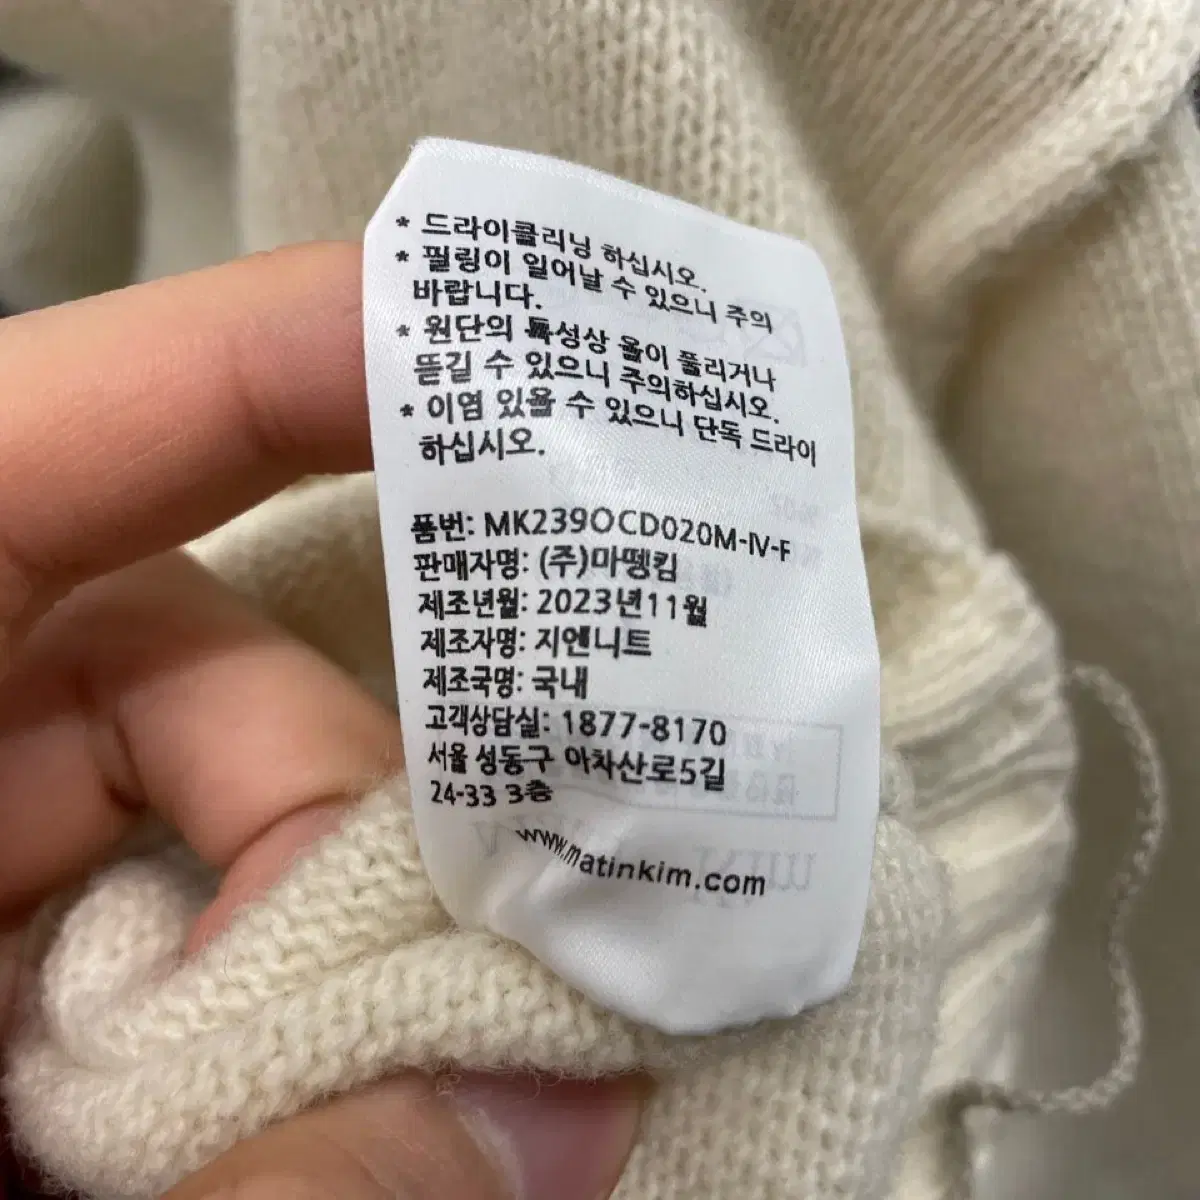 * 드라이클리닝 하십시오.
* 필링이 일어날 수 있으니 주의
바랍니다.
* 원단의 특성상 올이 풀리거나
뜯길 수 있으니 주의하십시오.
* 이염 있을 수 있으니 단독 드라이
하십시오.
품번: MK239OCD020M-IV-F
판매자명: (주)마뗑킴
제조년월: 2023년11월
제조자명: 지엔니트
제조국명: 국내
고객상담실: 1877-8170
서울 성동구 아차산로5길
24-33 3층
www.matinkim.com